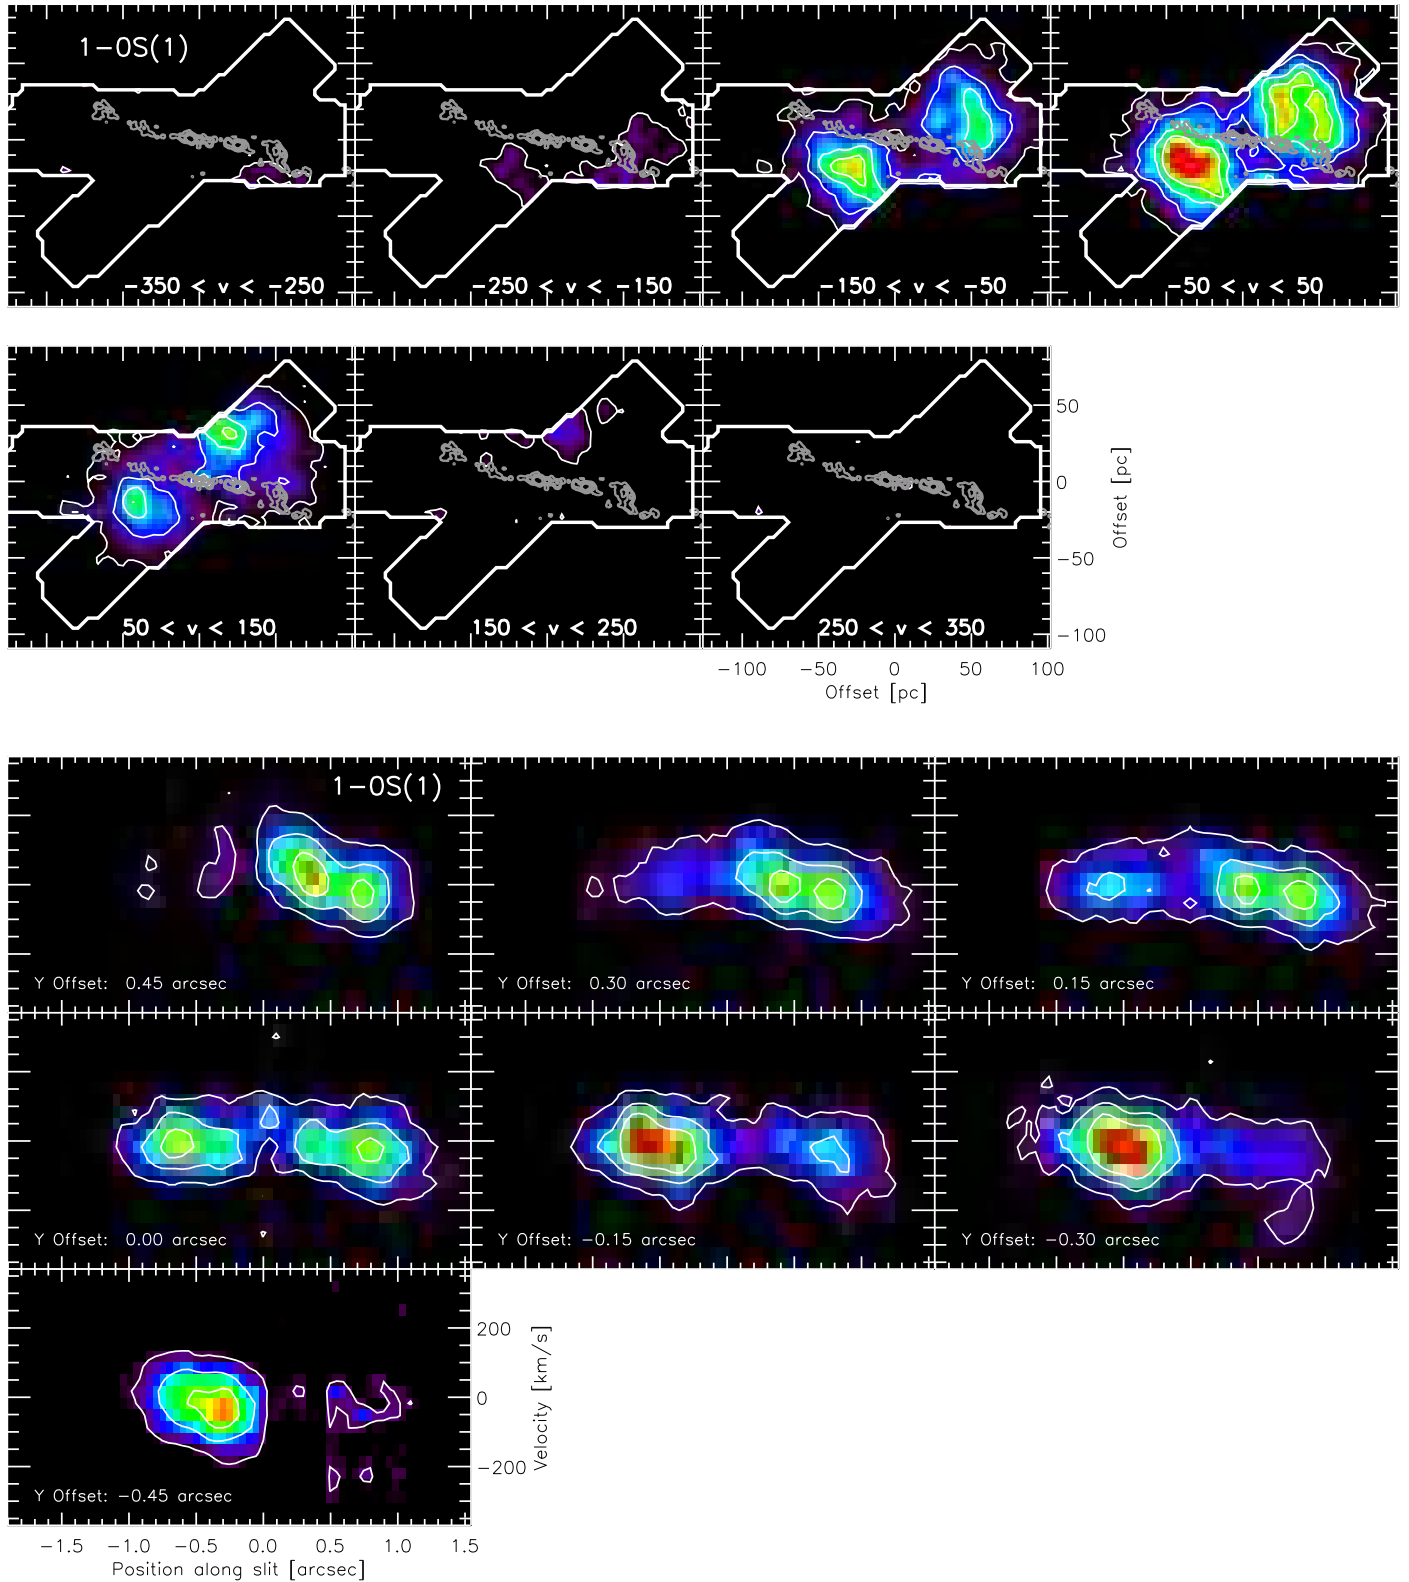 1-0S(1)
-350 < v < -250
-250 < v < -150
-150 < v < -50
-50 < v < 50
50 < v < 150
150 < v < 250
250 < v < 350
50
0
-50
-100
Offset [pc]
-100 -50 0 50 100
Offset [pc]
1-0S(1)
Y Offset: 0.45 arcsec
Y Offset: 0.30 arcsec
Y Offset: 0.15 arcsec
Y Offset: 0.00 arcsec
Y Offset: -0.15 arcsec
Y Offset: -0.30 arcsec
200
0
-200
Velocity [km/s]
Y Offset: -0.45 arcsec
-1.5 -1.0 -0.5 0.0 0.5 1.0 1.5
Position along slit [arcsec]